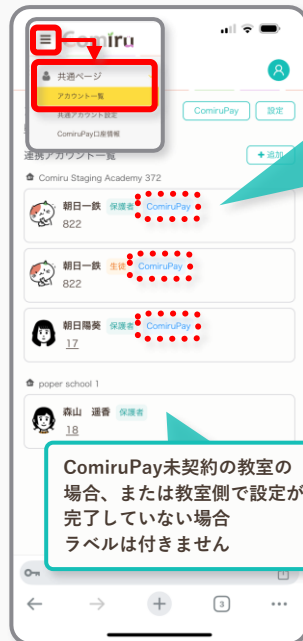 Comiru
共通ページ
アカウント一覧
共通アカウント設定
ComiruPay口座情報
ComiruPay
設定
連携アカウント一覧
+ 追加
Comiru Staging Academy 372
朝日一鉄 保護者 ComiruPay
822
朝日一鉄 生徒 ComiruPay
822
朝日陽葵 保護者 ComiruPay
17
poper school 1
森山 遥香 保護者
18
ComiruPay未契約の教室の
場合、または教室側で設定が
完了していない場合
ラベルは付きません
3